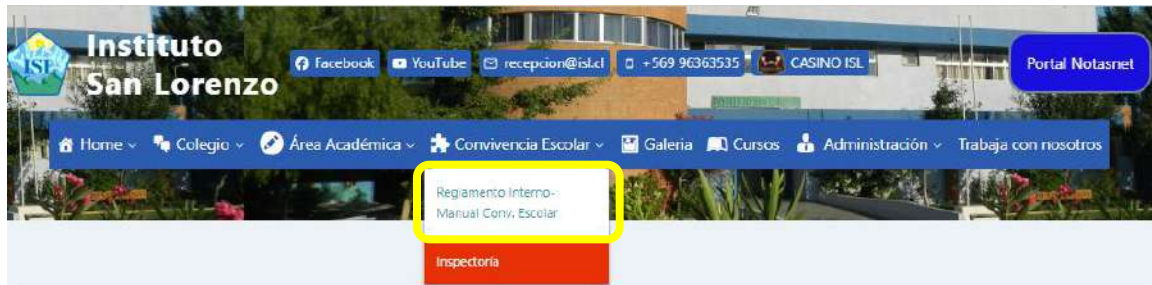 Instituto
San Lorenzo
ISL
Facebook YouTube recepcion@isl.cl +569 96363535 CASINO ISL
Portal Notasnet
Home Colegio Área Académica Convivencia Escolar Galeria Cursos Administración Trabaja con nosotros
Reglamento Interno-
Manual Conv. Escolar
Inspectoría